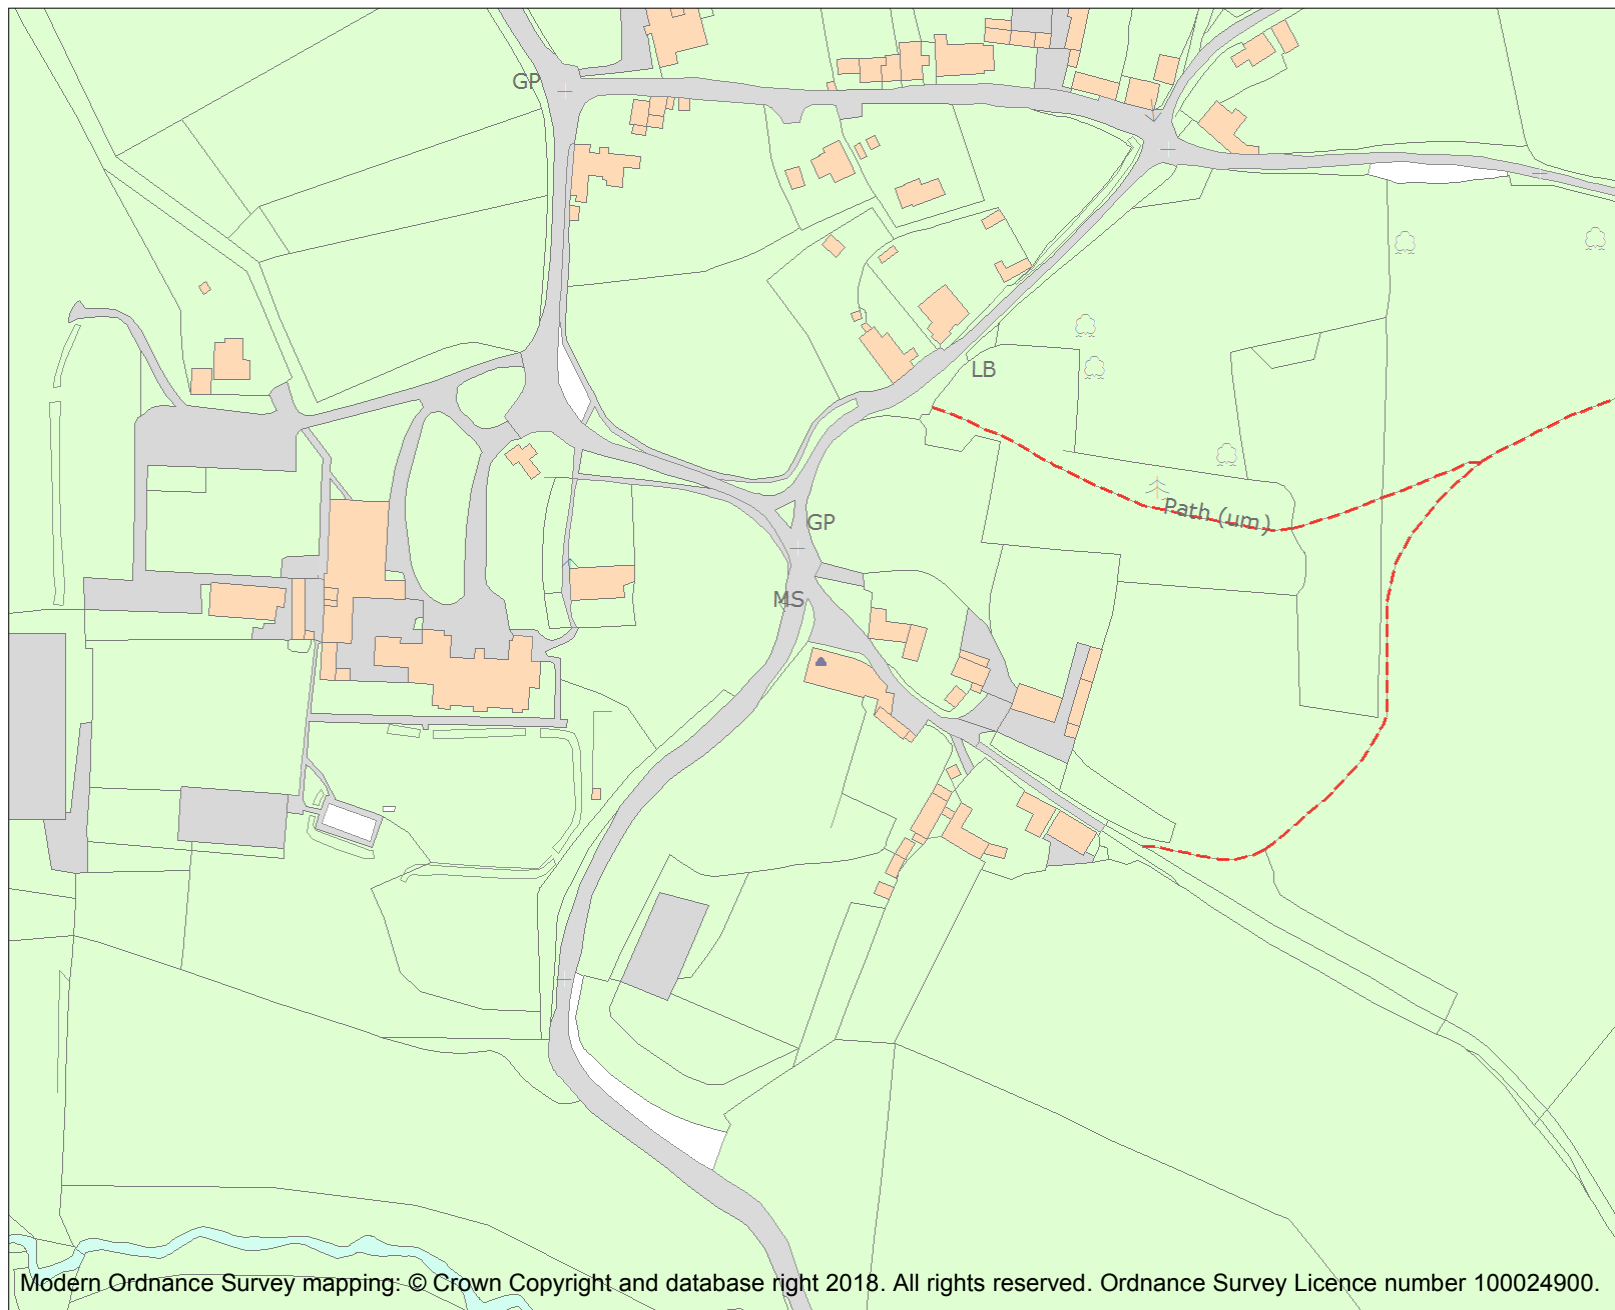 GP
LB
Path (um)
GP
MS
Modern Ordnance Survey mapping: © Crown Copyright and database right 2018. All rights reserved. Ordnance Survey Licence number 100024900.